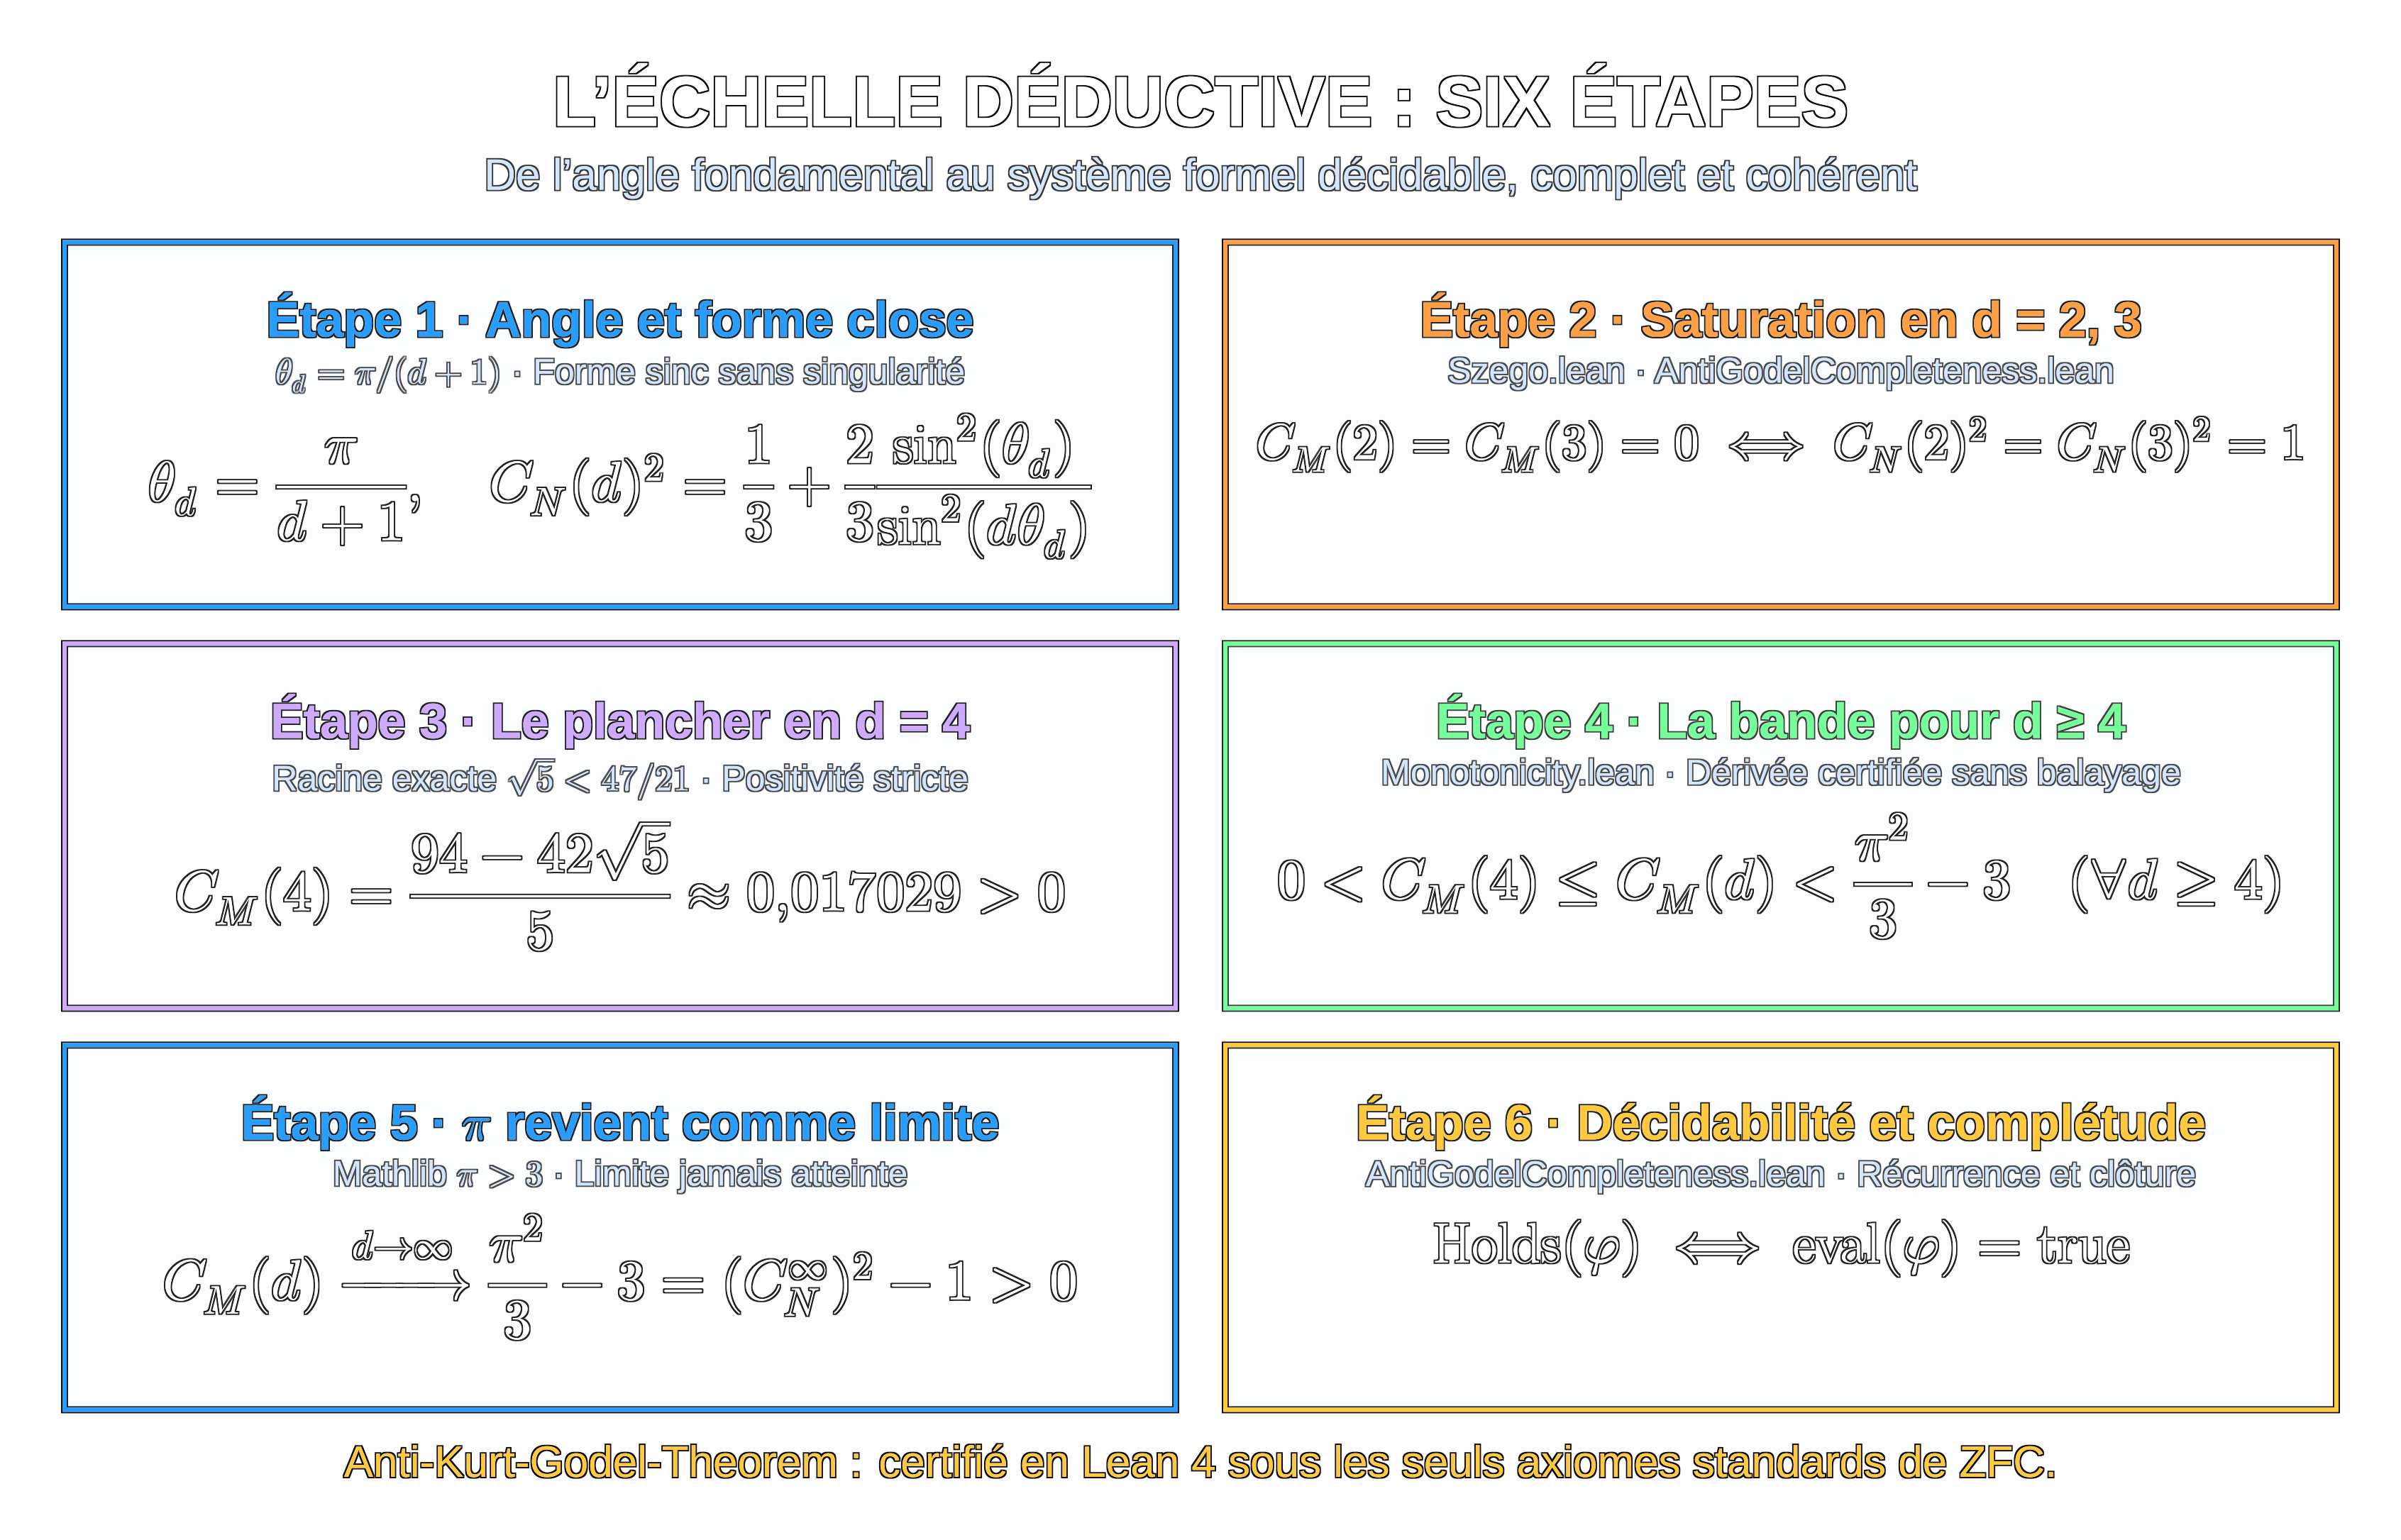 L’ÉCHELLE DÉDUCTIVE : SIX ÉTAPES
De l’angle fondamental au système formel décidable, complet et cohérent
Étape 1 · Angle et forme close
θ_d = π/(d + 1) · Forme sinc sans singularité
θ_d = π/(d + 1), C_N(d)² = 1/3 + 2/3 sin²(θ_d)/sin²(dθ_d)
Étape 2 · Saturation en d = 2, 3
Szego.lean · AntiGodelCompleteness.lean
C_M(2) = C_M(3) = 0 ⟺ C_N(2)² = C_N(3)² = 1
Étape 3 · Le plancher en d = 4
Racine exacte √5 < 47/21 · Positivité stricte
C_M(4) = (94 − 42√5)/5 ≈ 0,017029 > 0
Étape 4 · La bande pour d ≥ 4
Monotonicity.lean · Dérivée certifiée sans balayage
0 < C_M(4) ≤ C_M(d) < π²/3 − 3 (∀d ≥ 4)
Étape 5 · π revient comme limite
Mathlib π > 3 · Limite jamais atteinte
C_M(d) ⟶^{d→∞} π²/3 − 3 = (C_N^∞)² − 1 > 0
Étape 6 · Décidabilité et complétude
AntiGodelCompleteness.lean · Récurrence et clôture
Holds(φ) ⟺ eval(φ) = true
Anti-Kurt-Godel-Theorem : certifié en Lean 4 sous les seuls axiomes standards de ZFC.